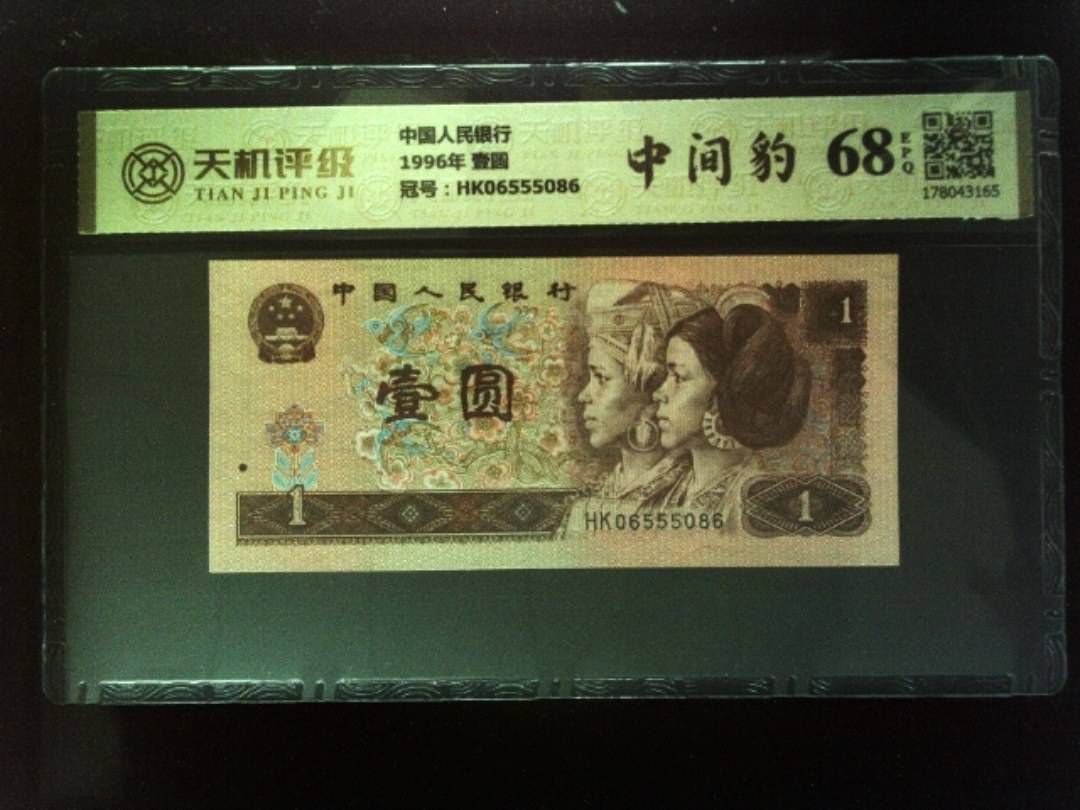 天机评级
TIAN JI PING JI
中国人民银行
1996年 壹圆
冠号：HK06555086
中间豹
68
EPQ
178043165
中国人民银行
1
壹圆
1
HK06555086
1